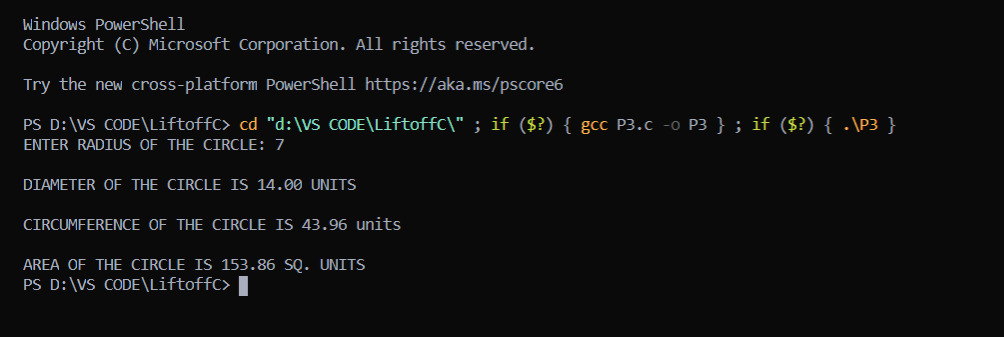 Windows PowerShell
Copyright (C) Microsoft Corporation. All rights reserved.
Try the new cross-platform PowerShell https://aka.ms/pscore6
PS D:\VS CODE\LiftoffC> cd "d:\VS CODE\LiftoffC\" ; if ($?) { gcc P3.c -o P3 } ; if ($?) { .\P3 }
ENTER RADIUS OF THE CIRCLE: 7
DIAMETER OF THE CIRCLE IS 14.00 UNITS
CIRCUMFERENCE OF THE CIRCLE IS 43.96 units
AREA OF THE CIRCLE IS 153.86 SQ. UNITS
PS D:\VS CODE\LiftoffC>